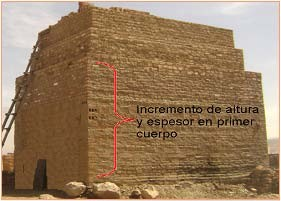 Incremento de altura
y espesor en primer
cuerpo